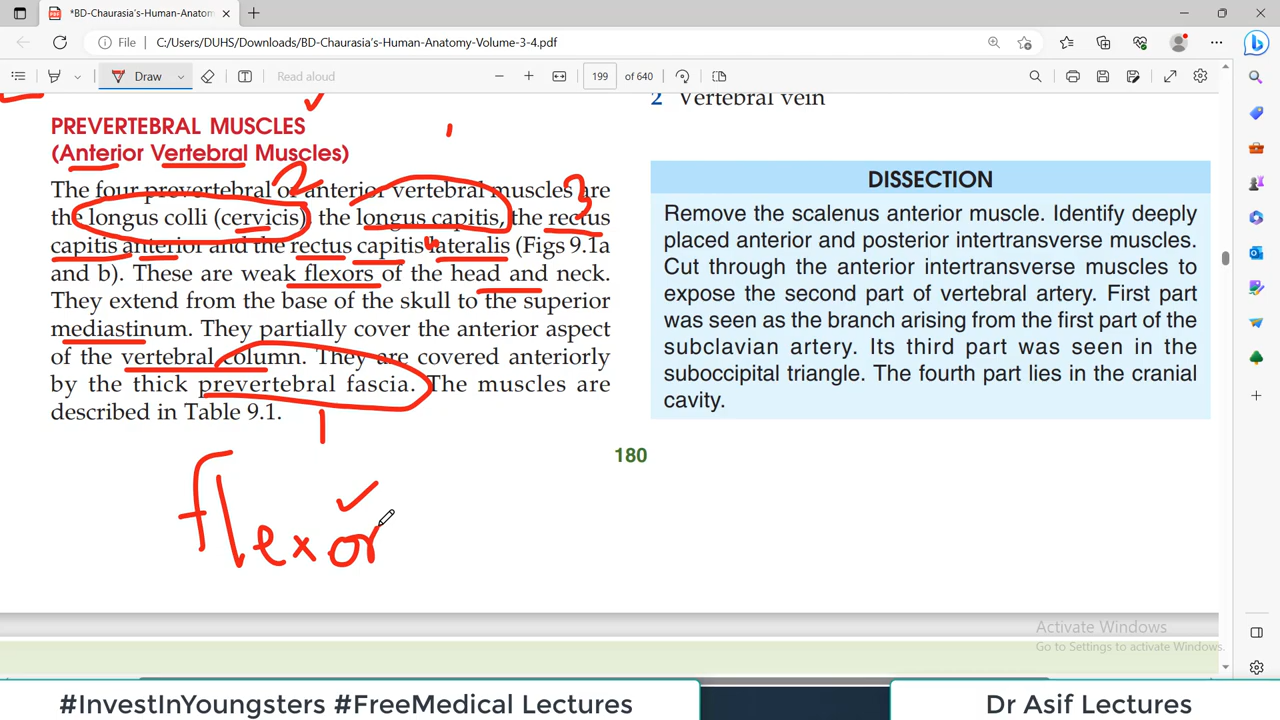 *BD-Chaurasia's-Human-Anatom
File C:/Users/DUHS/Downloads/BD-Chaurasia's-Human-Anatomy-Volume-3-4.pdf
Draw Read aloud 199 of 640
PREVERTEBRAL MUSCLES
(Anterior Vertebral Muscles)
The four prevertebral or anterior vertebral muscles are
the longus colli (cervicis), the longus capitis, the rectus
capitis anterior and the rectus capitis lateralis (Figs 9.1a
and b). These are weak flexors of the head and neck.
They extend from the base of the skull to the superior
mediastinum. They partially cover the anterior aspect
of the vertebral column. They are covered anteriorly
by the thick prevertebral fascia. The muscles are
described in Table 9.1.
1
2
3
4
1
flexor
2 Vertebral vein
DISSECTION
Remove the scalenus anterior muscle. Identify deeply
placed anterior and posterior intertransverse muscles.
Cut through the anterior intertransverse muscles to
expose the second part of vertebral artery. First part
was seen as the branch arising from the first part of the
subclavian artery. Its third part was seen in the
suboccipital triangle. The fourth part lies in the cranial
cavity.
180
Activate Windows
Go to Settings to activate Windows.
#InvestInYoungsters #FreeMedical Lectures
Dr Asif Lectures